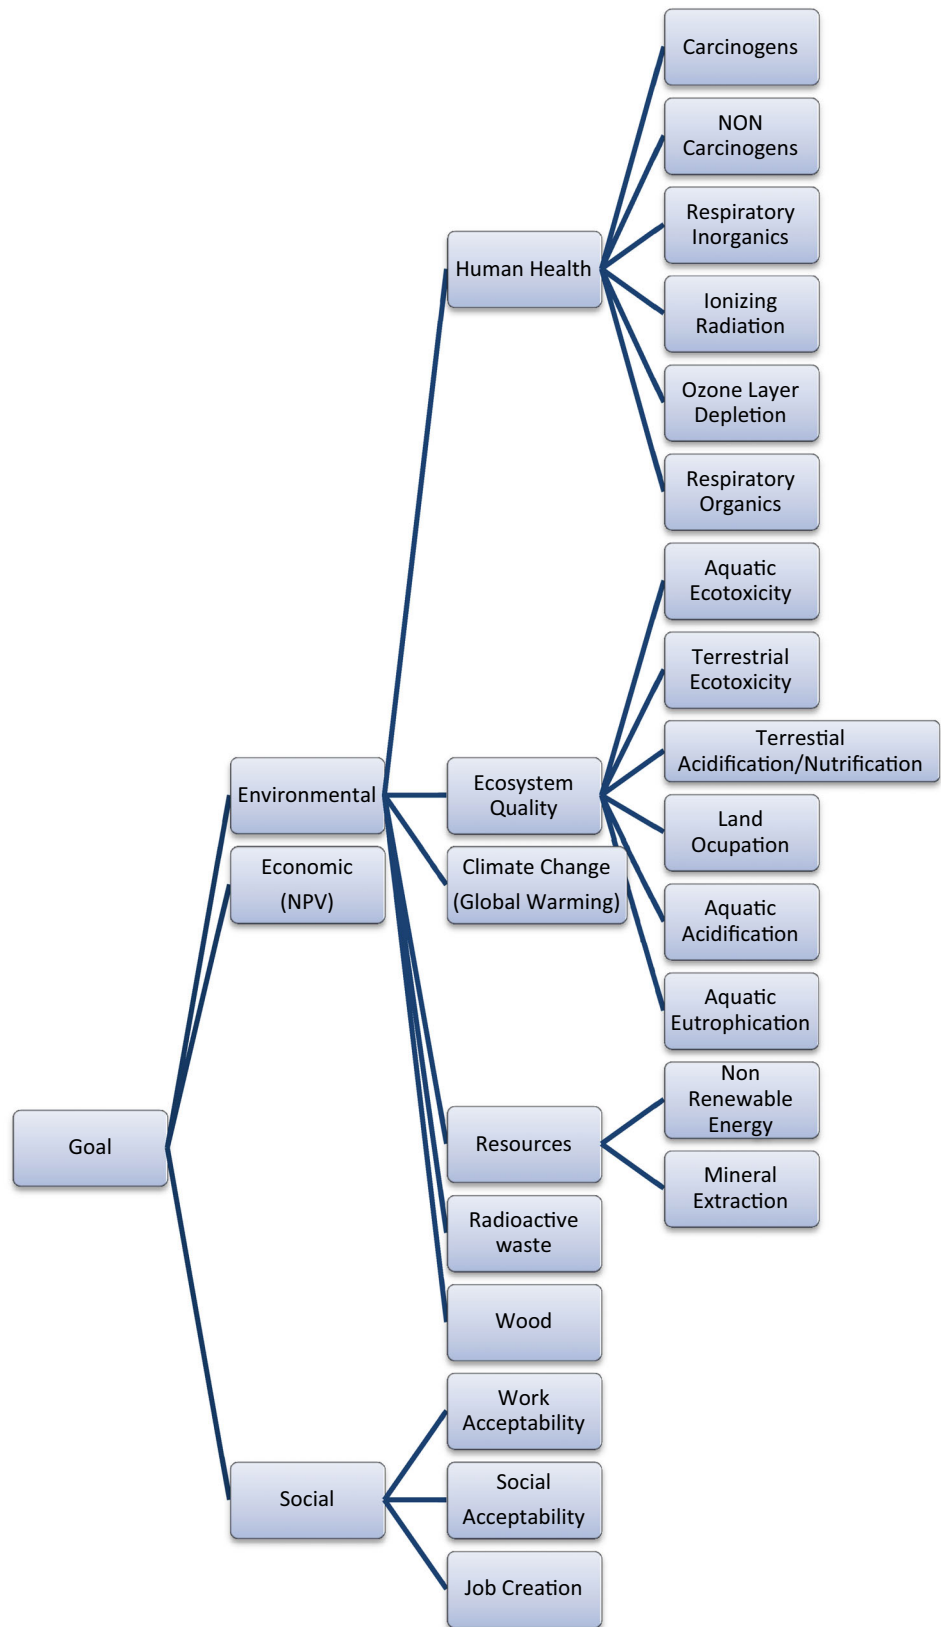 Carcinogens
NON
Carcinogens
Respiratory
Inorganics
Human Health
Ionizing
Radiation
Ozone Layer
Depletion
Respiratory
Organics
Aquatic
Ecotoxicity
Terrestrial
Ecotoxicity
Terrestial
Acidification/Nutrification
Environmental
Ecosystem
Quality
Land
Ocupation
Economic
(NPV)
Climate Change
(Global Warming)
Aquatic
Acidification
Aquatic
Eutrophication
Non
Renewable
Energy
Goal
Resources
Mineral
Extraction
Radioactive
waste
Wood
Work
Acceptability
Social
Social
Acceptability
Job Creation